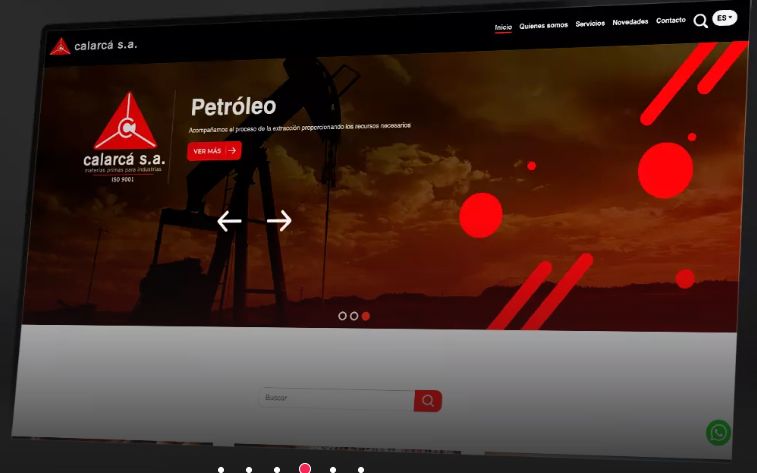 calarcá s.a.
Inicio Quienes somos Servicios Novedades Contacto ES
calarcá s.a.
materias primas para industrias
ISO 9001
Petróleo
Acompañamos el proceso de la extracción proporcionando los recursos necesarios
VER MÁS
Buscar